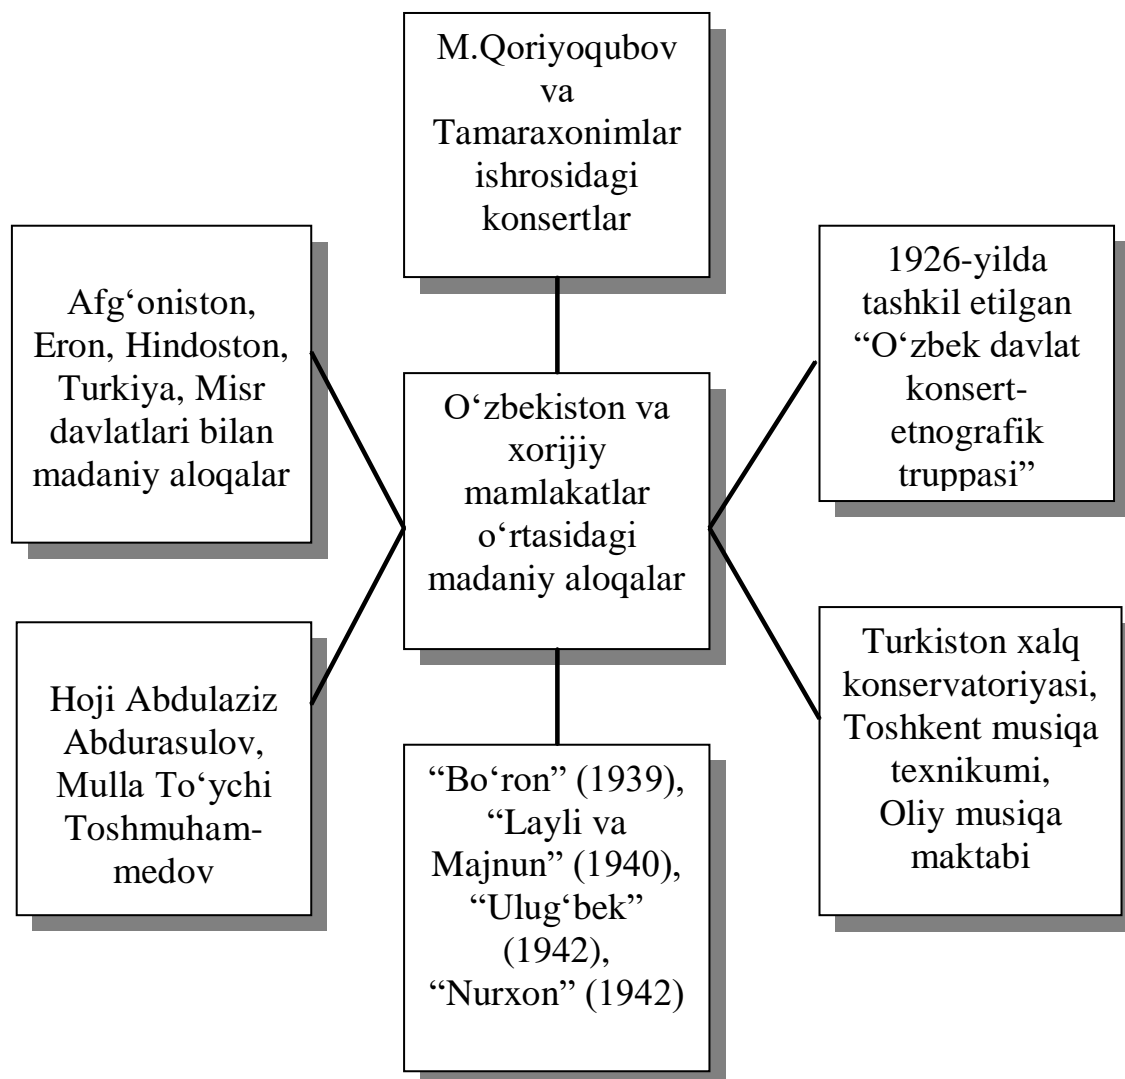 M.Qoriyoqubov
va
Tamaraxonimlar
ishrosidagi
konsertlar
Afg‘oniston,
Eron, Hindoston,
Turkiya, Misr
davlatlari bilan
madaniy aloqalar
O‘zbekiston va
xorijiy
mamlakatlar
o‘rtasidagi
madaniy aloqalar
1926-yilda
tashkil etilgan
“O‘zbek davlat
konsert-
etnografik
truppasi”
Hoji Abdulaziz
Abdurasulov,
Mulla To‘ychi
Toshmuham-
medov
“Bo‘ron” (1939),
“Layli va
Majnun” (1940),
“Ulug‘bek”
(1942),
“Nurxon” (1942)
Turkiston xalq
konservatoriyasi,
Toshkent musiqa
texnikumi,
Oliy musiqa
maktabi